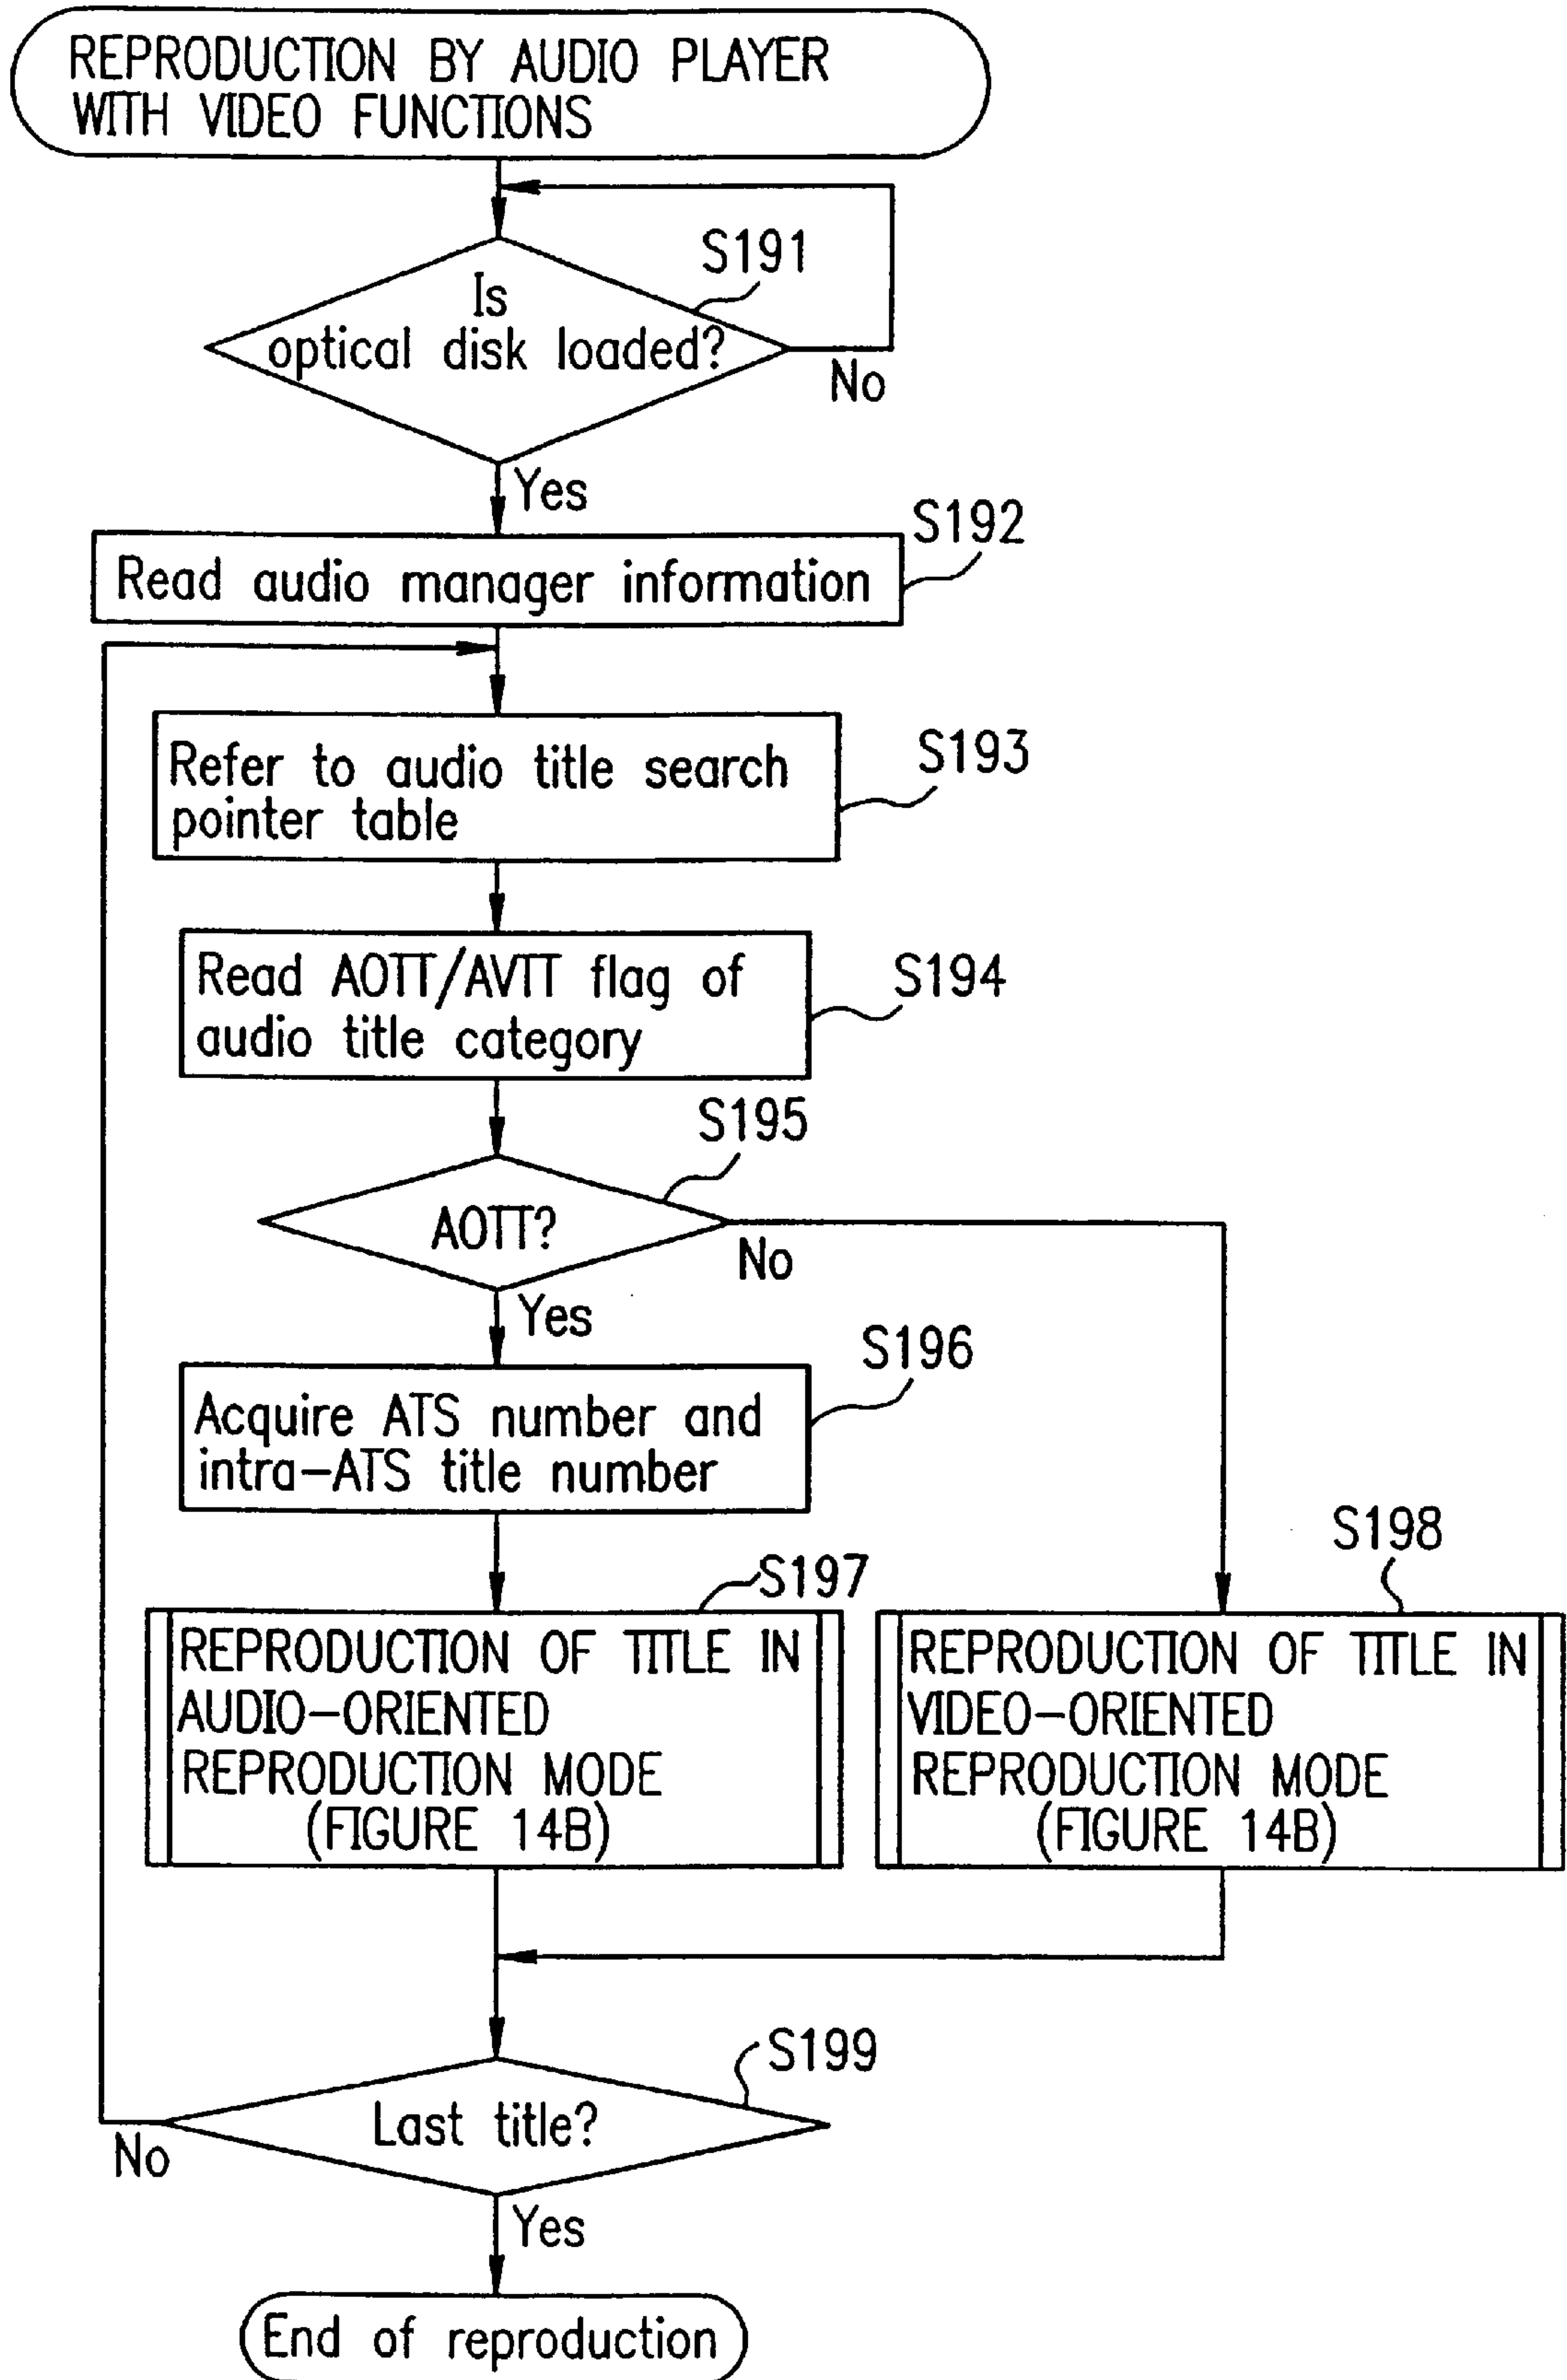 REPRODUCTION BY AUDIO PLAYER
WITH VIDEO FUNCTIONS
S191
Is
optical disk loaded?
No
Yes
S192
Read audio manager information
S193
Refer to audio title search
pointer table
S194
Read AOTT/AVTT flag of
audio title category
S195
AOTT?
No
Yes
S196
Acquire ATS number and
intra-ATS title number
S197
REPRODUCTION OF TITLE IN
AUDIO-ORIENTED
REPRODUCTION MODE
(FIGURE 14B)
S198
REPRODUCTION OF TITLE IN
VIDEO-ORIENTED
REPRODUCTION MODE
(FIGURE 14B)
S199
Last title?
No
Yes
End of reproduction